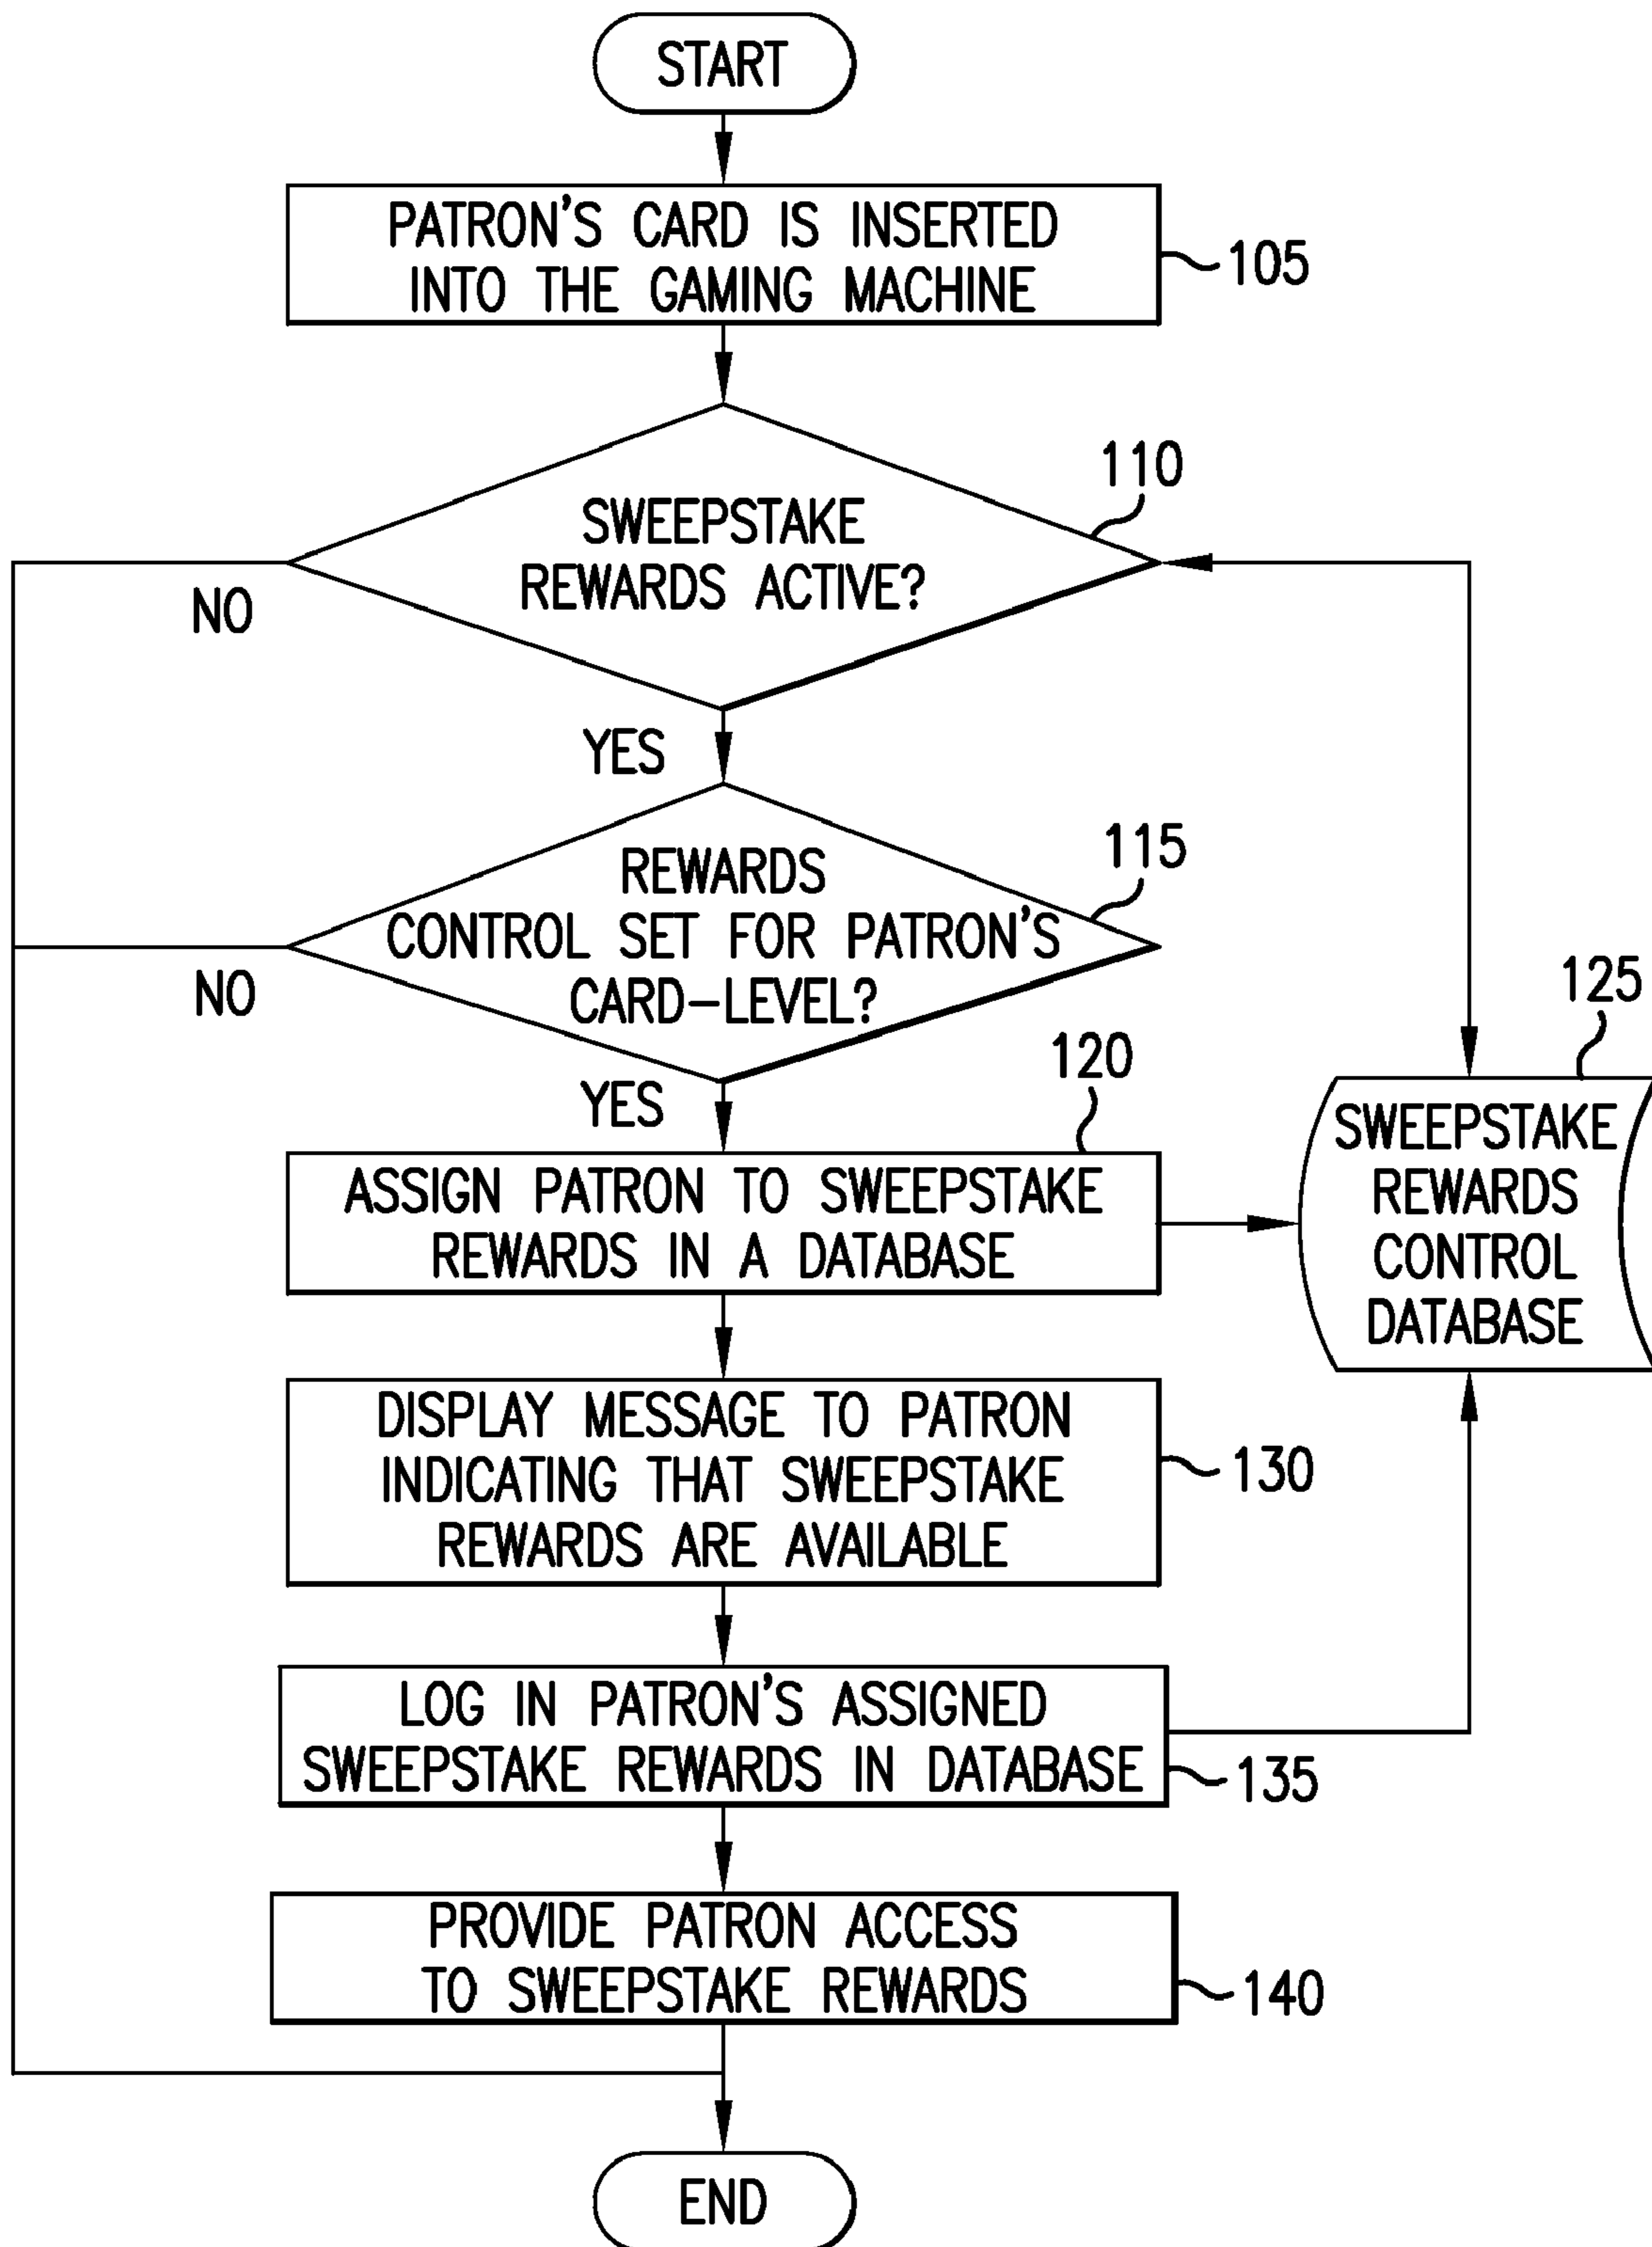 START
PATRON'S CARD IS INSERTED
INTO THE GAMING MACHINE
105
110
SWEEPSTAKE
REWARDS ACTIVE?
NO
YES
115
REWARDS
CONTROL SET FOR PATRON'S
CARD-LEVEL?
NO
YES
120
125
ASSIGN PATRON TO SWEEPSTAKE
REWARDS IN A DATABASE
SWEEPSTAKE
REWARDS
CONTROL
DATABASE
DISPLAY MESSAGE TO PATRON
INDICATING THAT SWEEPSTAKE
REWARDS ARE AVAILABLE
130
LOG IN PATRON'S ASSIGNED
SWEEPSTAKE REWARDS IN DATABASE
135
PROVIDE PATRON ACCESS
TO SWEEPSTAKE REWARDS
140
END